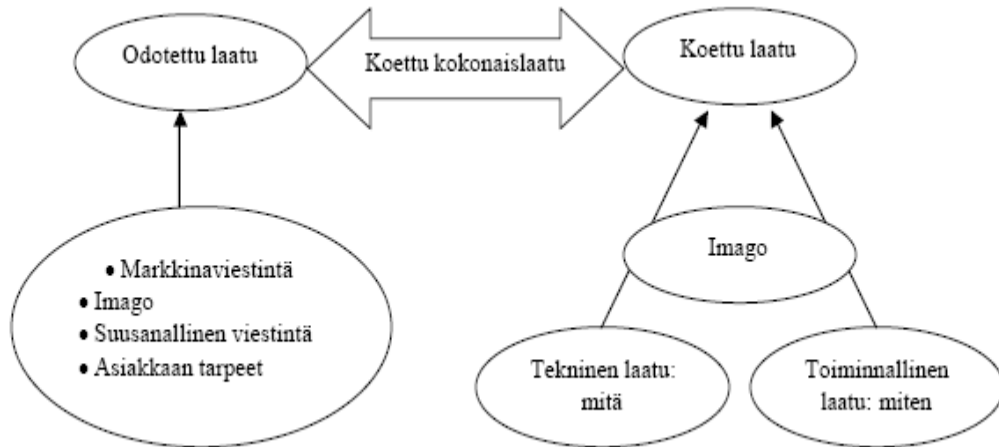 Odotettu laatu
Koettu kokonaislaatu
Koettu laatu
• Markkinaviestintä
• Imago
• Suusanallinen viestintä
• Asiakkaan tarpeet
Imago
Tekninen laatu:
mitä
Toiminnallinen
laatu: miten